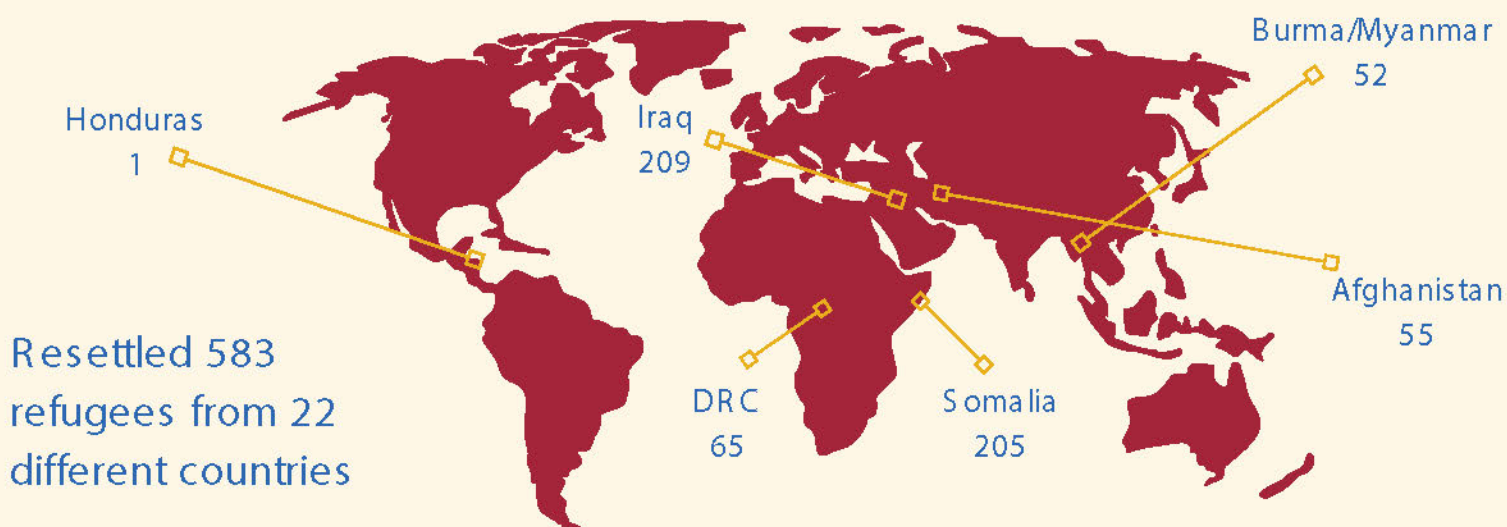 Burma/Myanmar
52
Honduras
1
Iraq
209
Afghanistan
55
DRC
65
Somalia
205
Resettled 583
refugees from 22
different countries